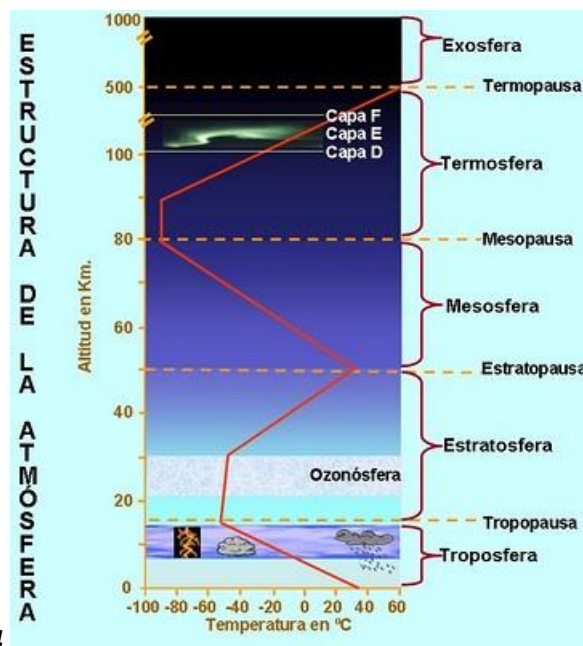 ESTRUCTURA DE LA ATMÓSFERA
Altitud en Km.
1000
500
100
80
60
40
20
0
Capa F
Capa E
Capa D
Ozonósfera
Exosfera
Termopausa
Termosfera
Mesopausa
Mesosfera
Estratopausa
Estratosfera
Tropopausa
Troposfera
-100 -80 -60 -40 -20 0 20 40 60
Temperatura en ºC
!